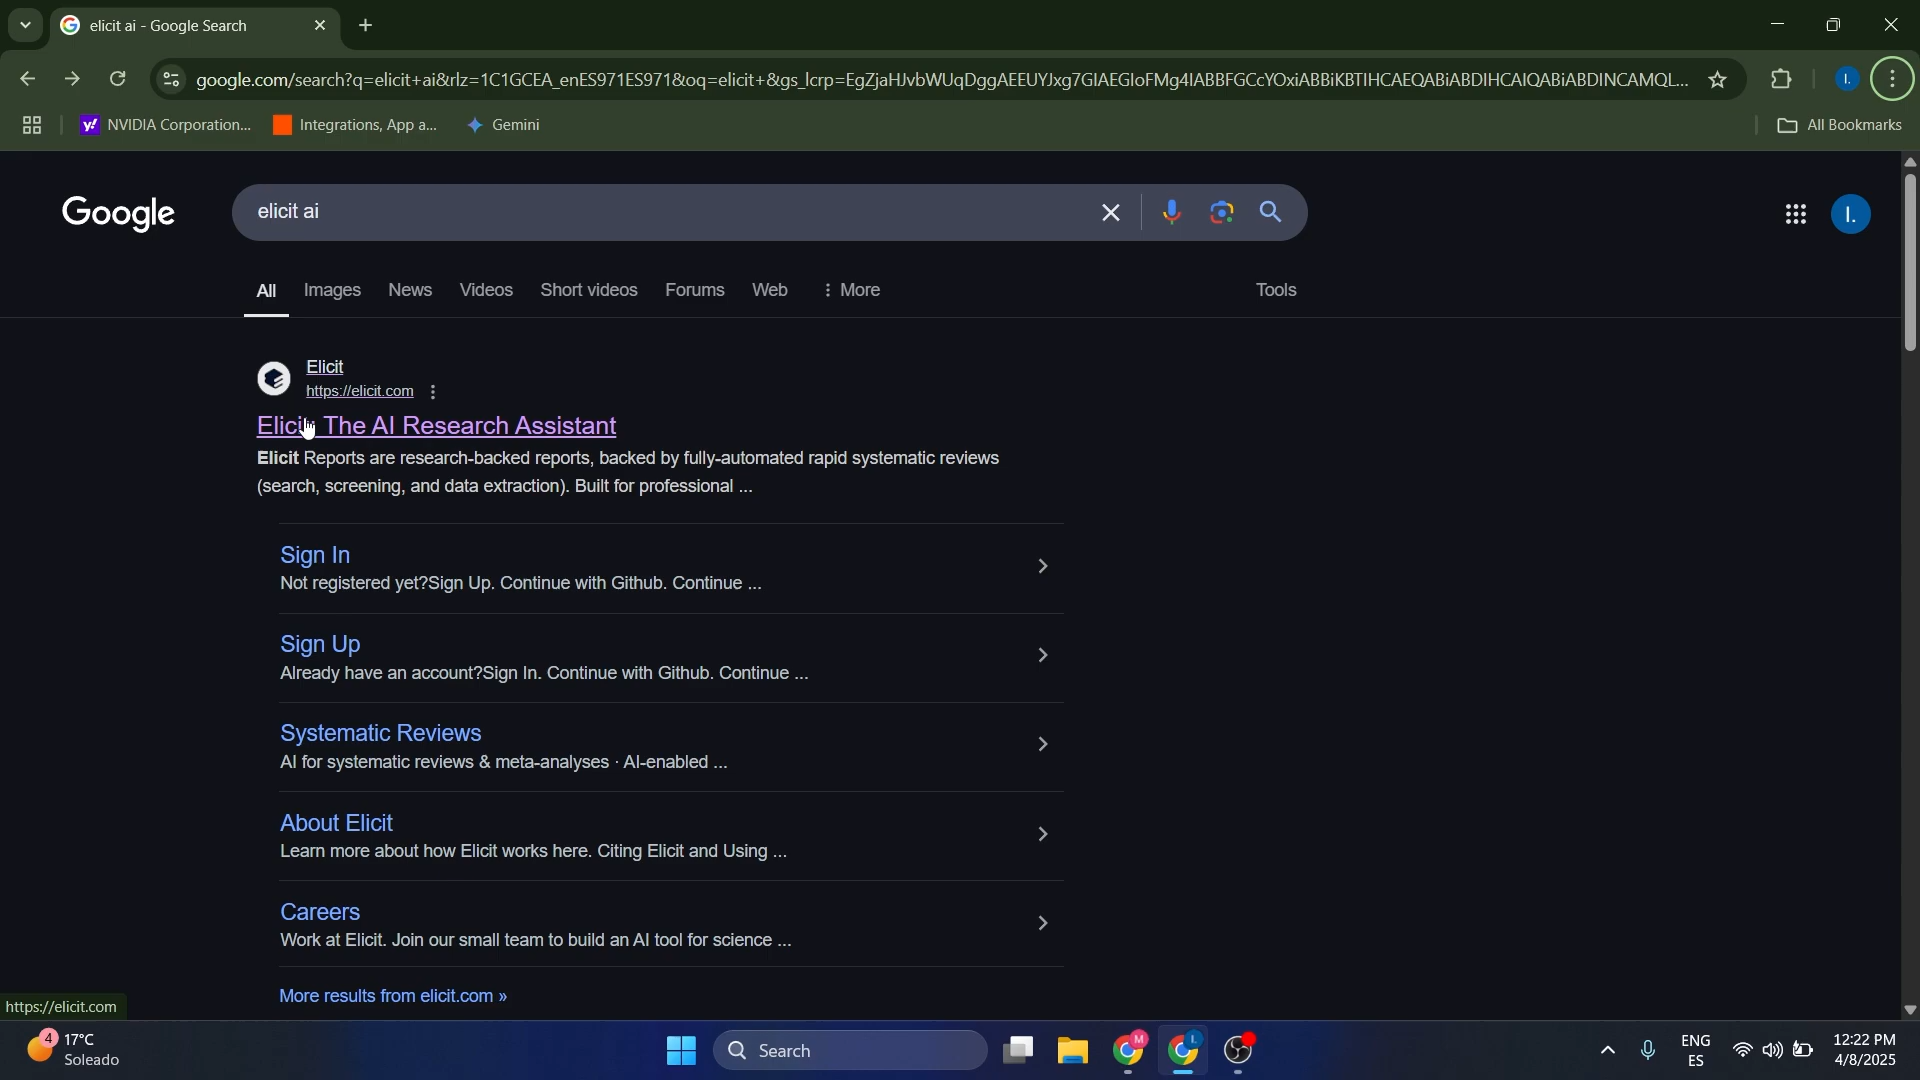 elicit ai - Google Search
google.com/search?q=elicit+ai&rlz=1C1GCEA_enES971ES971&oq=elicit+&gs_lcrp=EgZjaHJvbWUqDggAEEUYJxg7GIAEGIoFMg4IABBFGCcYOxiABBiKBTIHCAEQABiABDIHCAIQABiABDINCAMQL...
NVIDIA Corporation... Integrations, App a... Gemini All Bookmarks
Google elicit ai I.
All Images News Videos Short videos Forums Web More Tools
Elicit
https://elicit.com
Elicit: The AI Research Assistant
Elicit Reports are research-backed reports, backed by fully-automated rapid systematic reviews
(search, screening, and data extraction). Built for professional ...
Sign In
Not registered yet?Sign Up. Continue with Github. Continue ...
Sign Up
Already have an account?Sign In. Continue with Github. Continue ...
Systematic Reviews
AI for systematic reviews & meta-analyses · AI-enabled ...
About Elicit
Learn more about how Elicit works here. Citing Elicit and Using ...
Careers
Work at Elicit. Join our small team to build an AI tool for science ...
More results from elicit.com »
https://elicit.com
4 17°C
Soleado
Search
M I.
ENG
ES
12:22 PM
4/8/2025